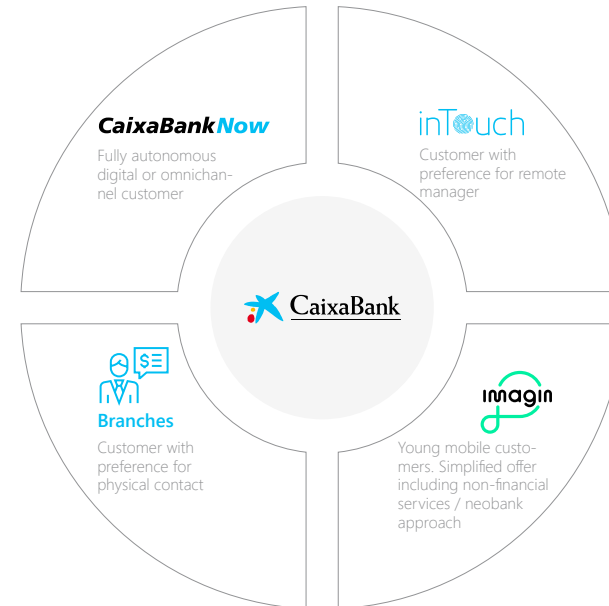 CaixaBankNow
Fully autonomous
digital or omnichan-
nel customer
inTouch
Customer with
preference for remote
manager
CaixaBank
$
Branches
Customer with
preference for
physical contact
imagin
Young mobile custo-
mers. Simplified offer
including non-financial
services / neobank
approach